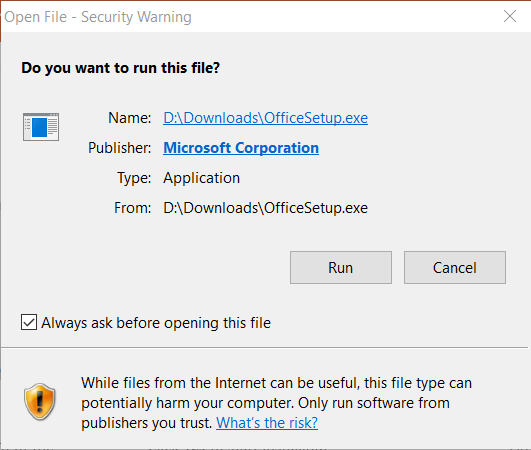 Open File - Security Warning
Do you want to run this file?
Name: D:\Downloads\OfficeSetup.exe
Publisher: Microsoft Corporation
Type: Application
From: D:\Downloads\OfficeSetup.exe
Run Cancel
Always ask before opening this file
While files from the Internet can be useful, this file type can
potentially harm your computer. Only run software from
publishers you trust. What's the risk?